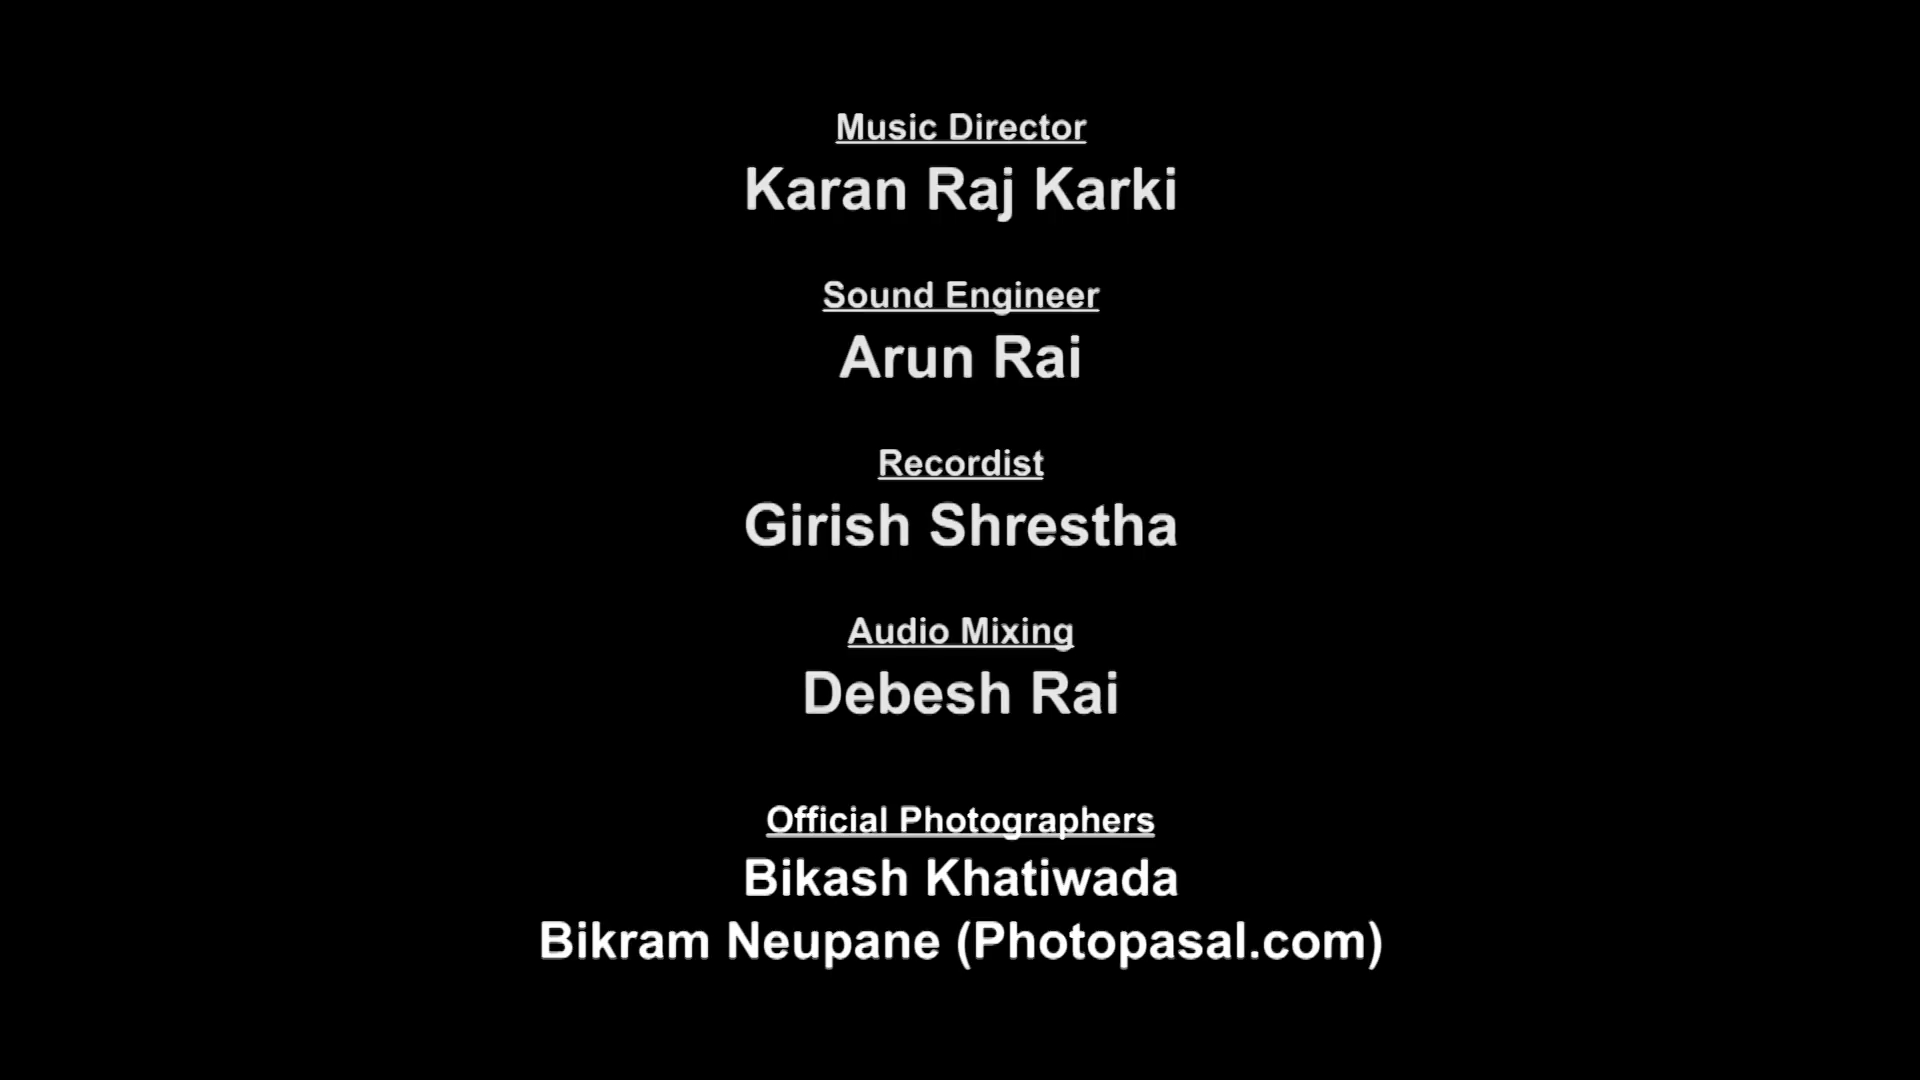 Music Director
Karan Raj Karki
Sound Engineer
Arun Rai
Recordist
Girish Shrestha
Audio Mixing
Debesh Rai
Official Photographers
Bikash Khatiwada
Bikram Neupane (Photopasal.com)